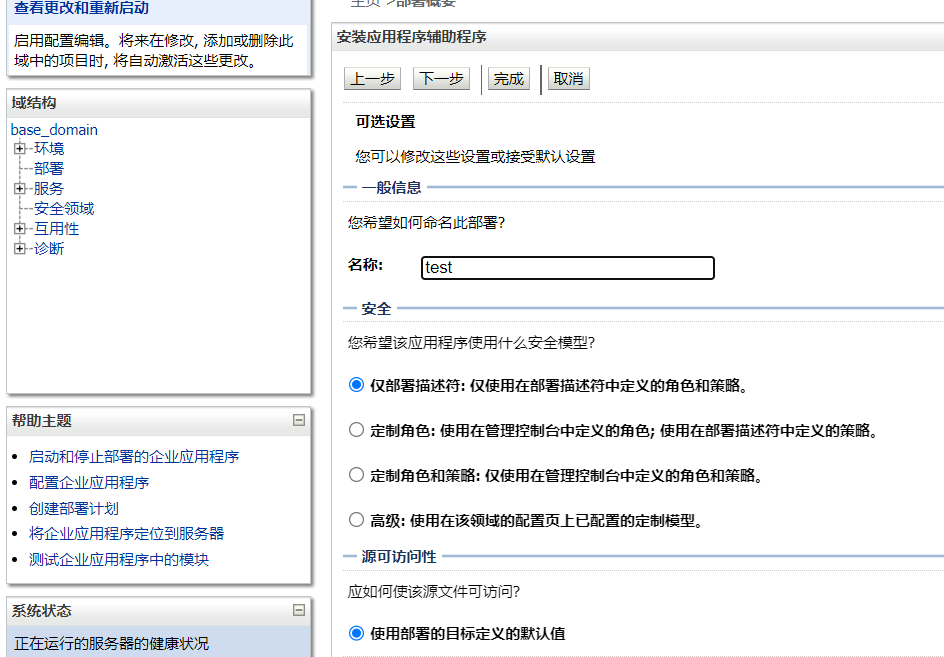 查看更改和重新启动
启用配置编辑。将来在修改, 添加或删除此
域中的项目时, 将自动激活这些更改。
域结构
base_domain
环境
部署
服务
安全领域
互用性
诊断
帮助主题
启动和停止部署的企业应用程序
配置企业应用程序
创建部署计划
将企业应用程序定位到服务器
测试企业应用程序中的模块
系统状态
正在运行的服务器的健康状况
主页 >部署概要
安装应用程序辅助程序
上一步 下一步 完成 取消
可选设置
您可以修改这些设置或接受默认设置
一般信息
您希望如何命名此部署?
名称: test
安全
您希望该应用程序使用什么安全模型?
仅部署描述符: 仅使用在部署描述符中定义的角色和策略。
定制角色: 使用在管理控制台中定义的角色; 使用在部署描述符中定义的策略。
定制角色和策略: 仅使用在管理控制台中定义的角色和策略。
高级: 使用在该领域的配置页上已配置的定制模型。
源可访问性
应如何使该源文件可访问?
使用部署的目标定义的默认值